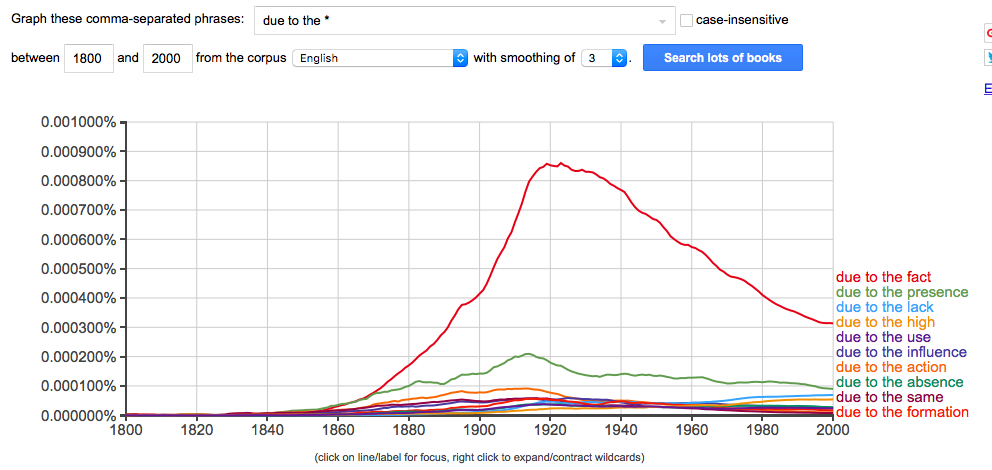 Graph these comma-separated phrases: due to the * case-insensitive
between 1800 and 2000 from the corpus English with smoothing of 3 . Search lots of books
E
0.001000%
0.000900%
0.000800%
0.000700%
0.000600%
0.000500%
0.000400%
0.000300%
0.000200%
0.000100%
0.000000%
1800 1820 1840 1860 1880 1900 1920 1940 1960 1980 2000
due to the fact
due to the presence
due to the lack
due to the high
due to the use
due to the influence
due to the action
due to the absence
due to the same
due to the formation
(click on line/label for focus, right click to expand/contract wildcards)